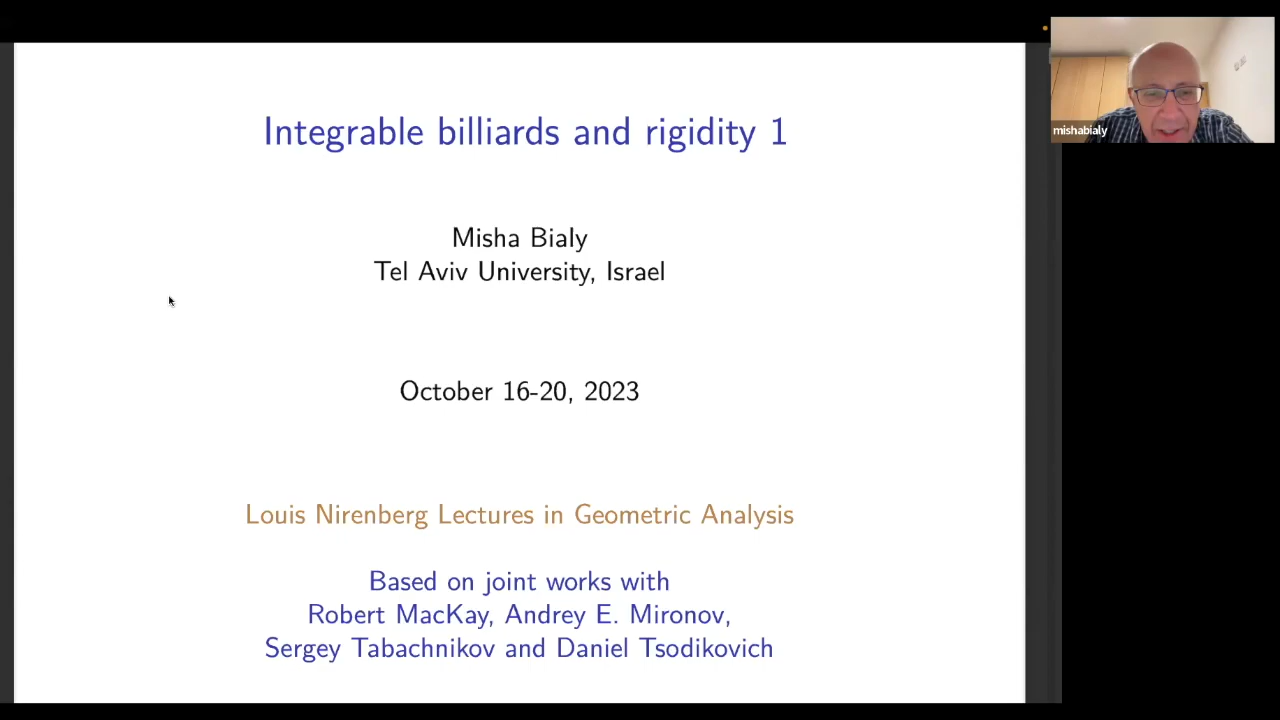 Integrable billiards and rigidity 1
Misha Bialy
Tel Aviv University, Israel
October 16-20, 2023
Louis Nirenberg Lectures in Geometric Analysis
Based on joint works with
Robert MacKay, Andrey E. Mironov,
Sergey Tabachnikov and Daniel Tsodikovich
mishabialy